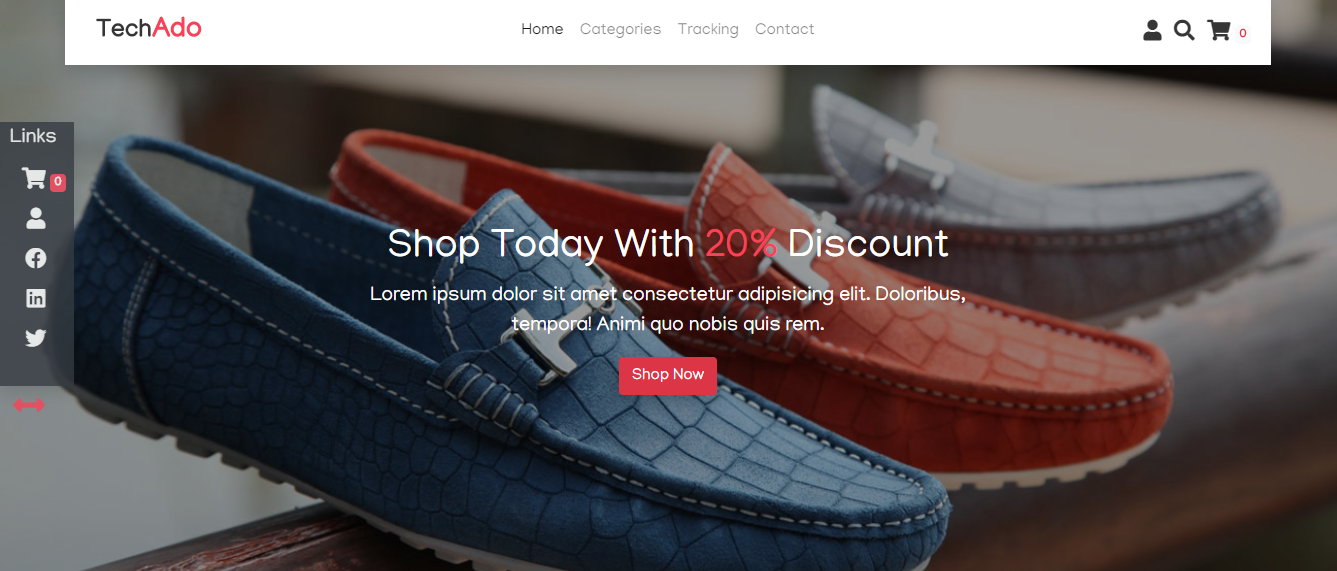 TechAdo
Home Categories Tracking Contact
0
Links
0
Shop Today With 20% Discount
Lorem ipsum dolor sit amet consectetur adipisicing elit. Doloribus,
tempora! Animi quo nobis quis rem.
Shop Now